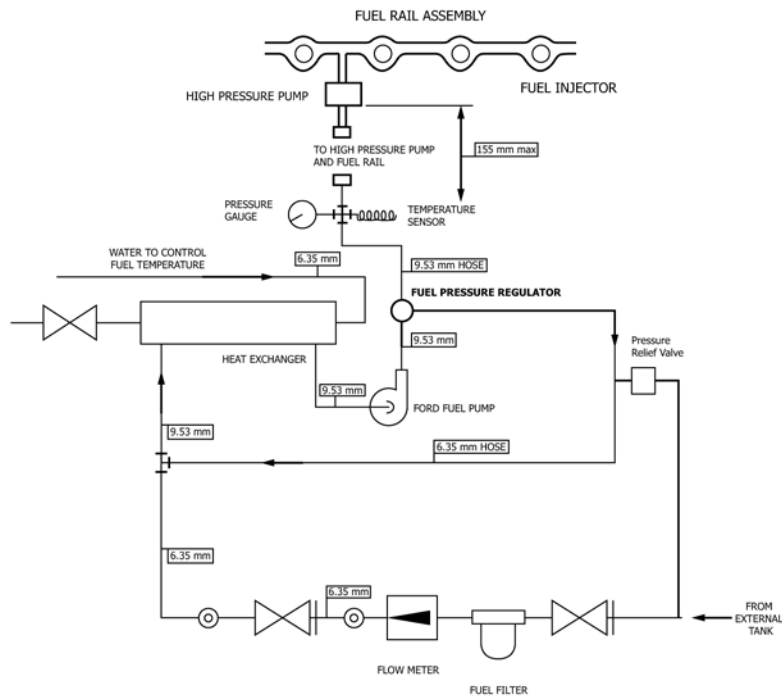 FUEL RAIL ASSEMBLY
FUEL INJECTOR
HIGH PRESSURE PUMP
TO HIGH PRESSURE PUMP
AND FUEL RAIL
155 mm max
PRESSURE
GAUGE
TEMPERATURE
SENSOR
WATER TO CONTROL
FUEL TEMPERATURE
6.35 mm
9.53 mm HOSE
FUEL PRESSURE REGULATOR
9.53 mm
Pressure
Relief Valve
HEAT EXCHANGER
9.53 mm
FORD FUEL PUMP
9.53 mm
6.35 mm HOSE
6.35 mm
6.35 mm
FROM
EXTERNAL
TANK
FLOW METER
FUEL FILTER